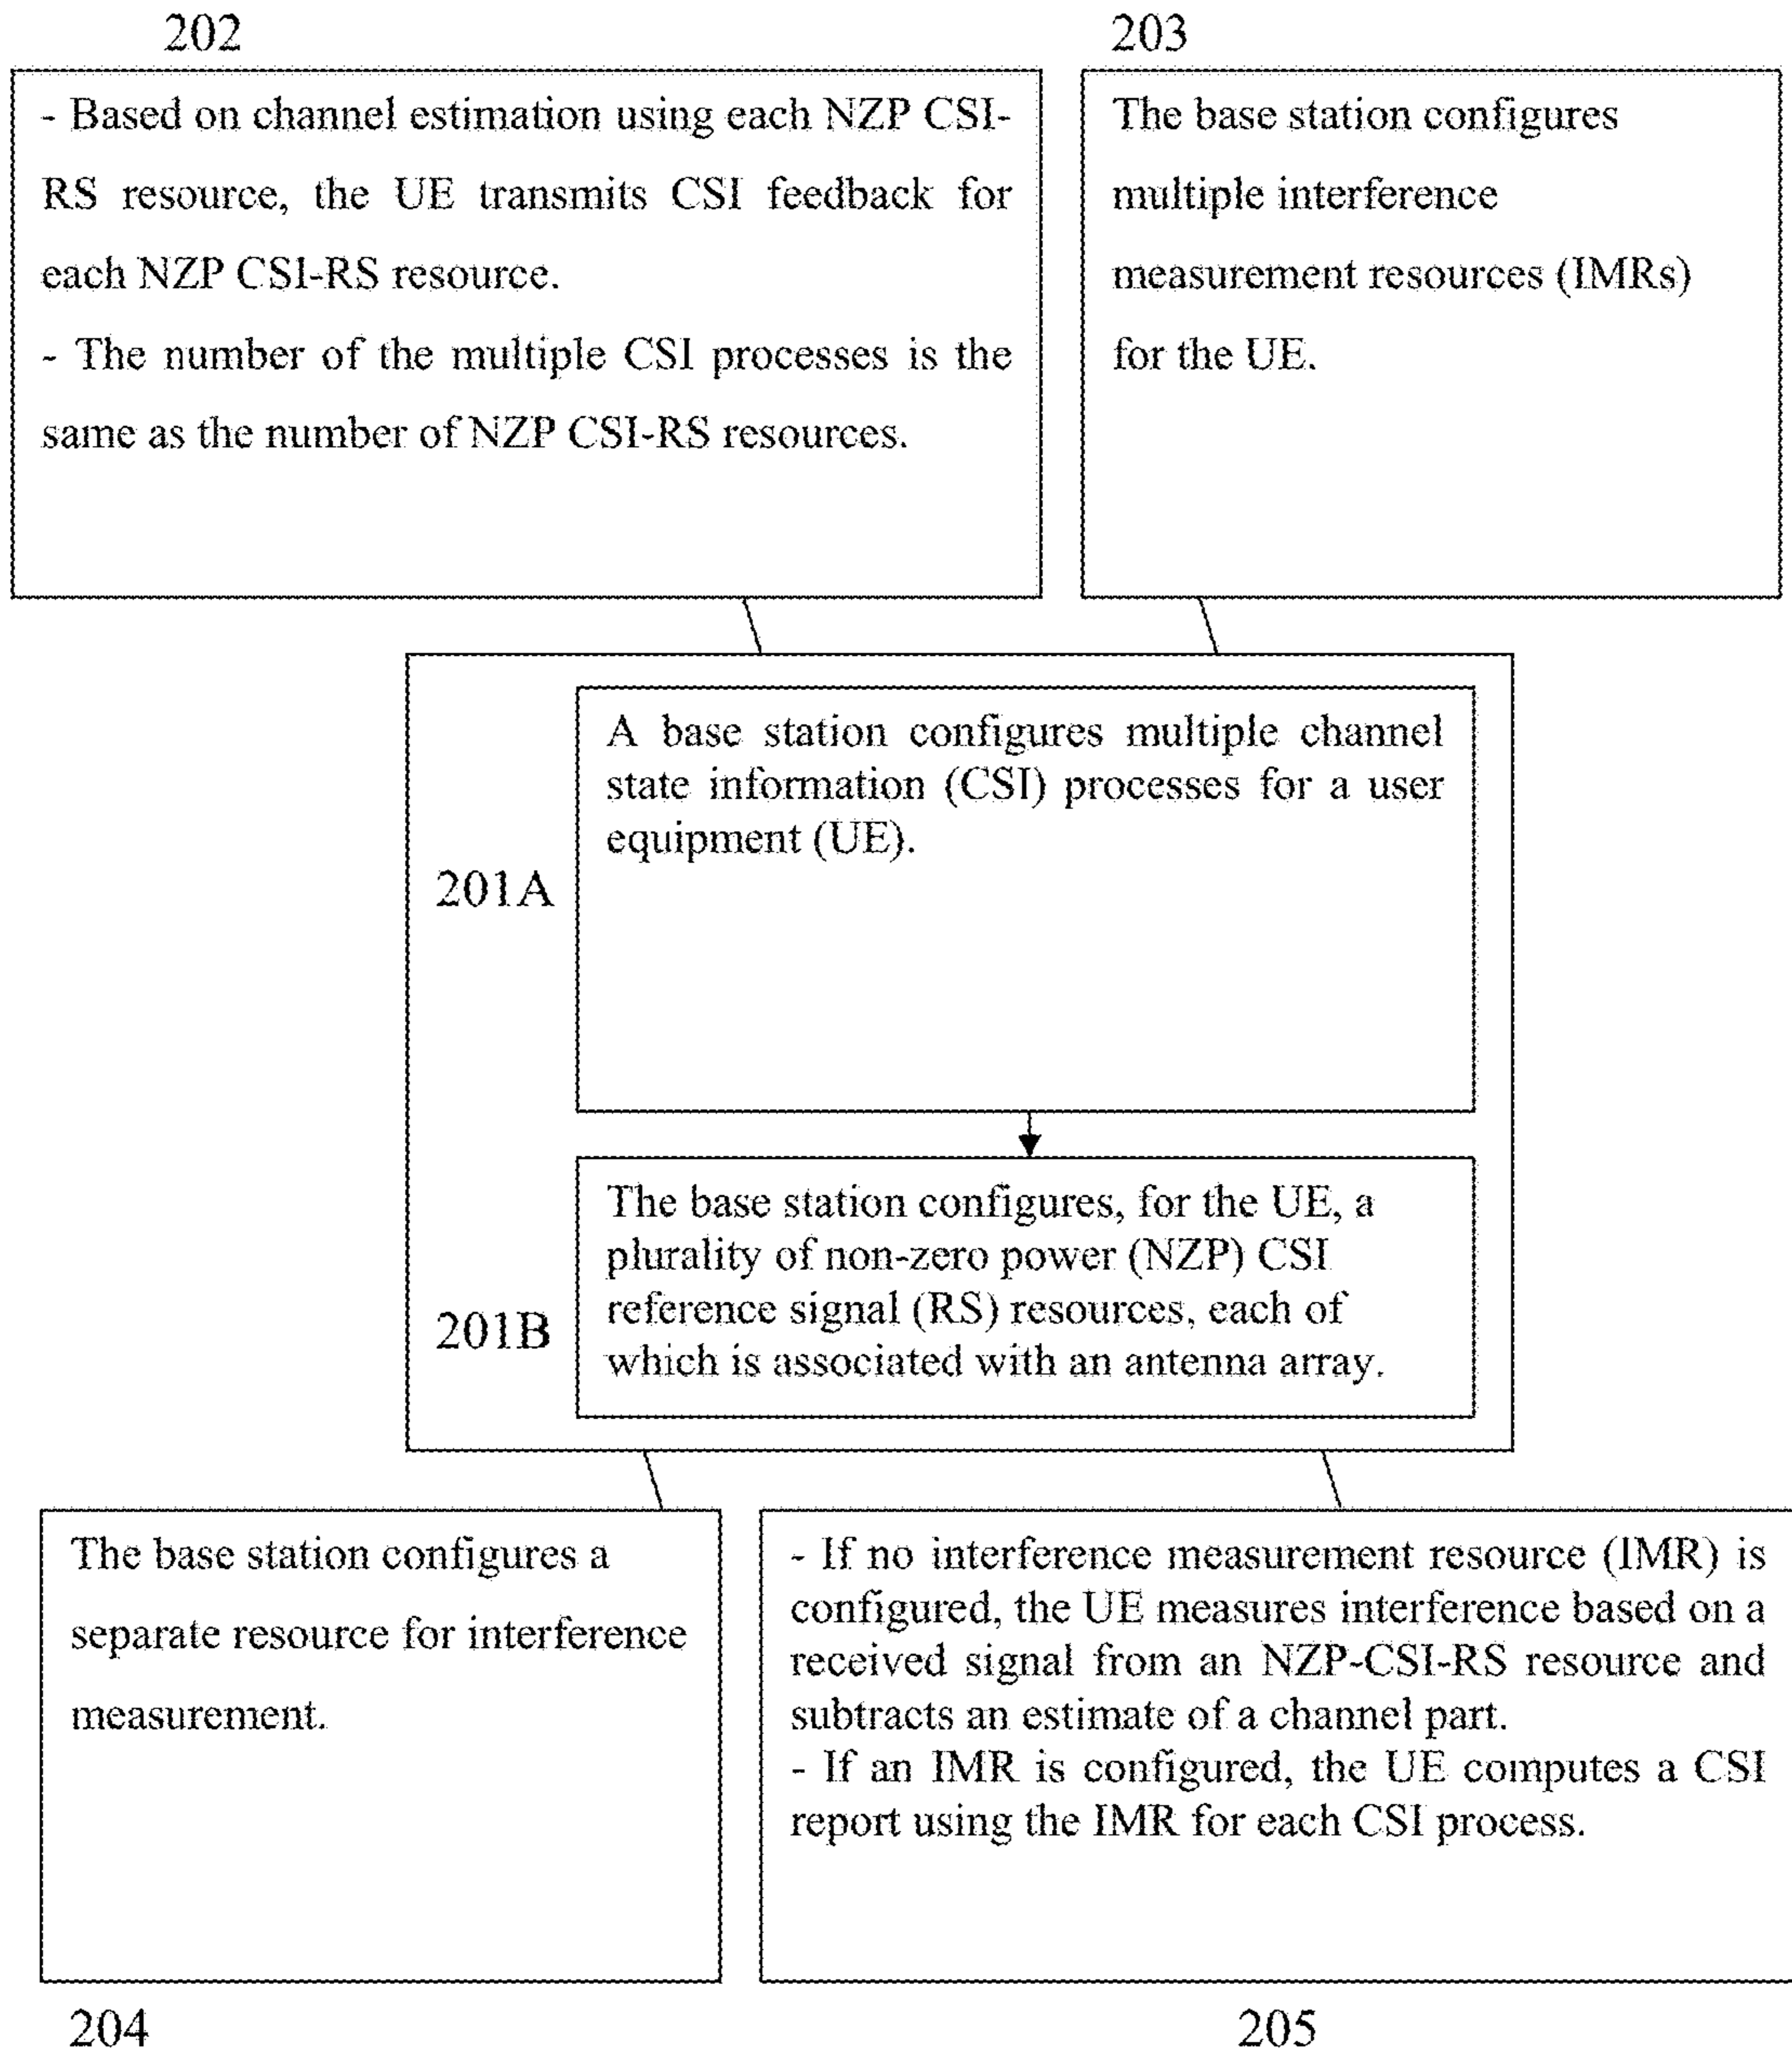 202
- Based on channel estimation using each NZP CSI-
RS resource, the UE transmits CSI feedback for
each NZP CSI-RS resource.
- The number of the multiple CSI processes is the
same as the number of NZP CSI-RS resources.
203
The base station configures
multiple interference
measurement resources (IMRs)
for the UE.
201A
A base station configures multiple channel
state information (CSI) processes for a user
equipment (UE).
201B
The base station configures, for the UE, a
plurality of non-zero power (NZP) CSI
reference signal (RS) resources, each of
which is associated with an antenna array.
The base station configures a
separate resource for interference
measurement.
204
- If no interference measurement resource (IMR) is
configured, the UE measures interference based on a
received signal from an NZP-CSI-RS resource and
subtracts an estimate of a channel part.
- If an IMR is configured, the UE computes a CSI
report using the IMR for each CSI process.
205